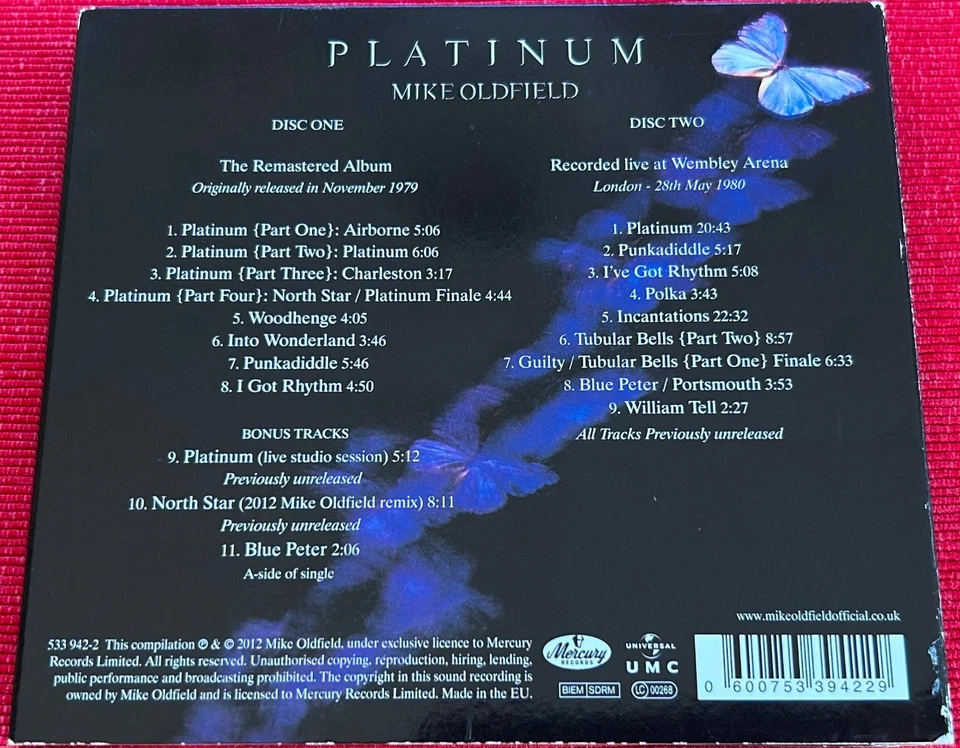 PLATINUM
MIKE OLDFIELD
DISC ONE
The Remastered Album
Originally released in November 1979
1. Platinum {Part One}: Airborne 5:06
2. Platinum {Part Two}: Platinum 6:06
3. Platinum {Part Three}: Charleston 3:17
4. Platinum {Part Four}: North Star / Platinum Finale 4:44
5. Woodhenge 4:05
6. Into Wonderland 3:46
7. Punkadiddle 5:46
8. I Got Rhythm 4:50
BONUS TRACKS
9. Platinum (live studio session) 5:12
Previously unreleased
10. North Star (2012 Mike Oldfield remix) 8:11
Previously unreleased
11. Blue Peter 2:06
A-side of single
DISC TWO
Recorded live at Wembley Arena
London - 28th May 1980
1. Platinum 20:43
2. Punkadiddle 5:17
3. I've Got Rhythm 5:08
4. Polka 3:43
5. Incantations 22:32
6. Tubular Bells {Part Two} 8:57
7. Guilty / Tubular Bells {Part One} Finale 6:33
8. Blue Peter / Portsmouth 3:53
9. William Tell 2:27
All Tracks Previously unreleased
www.mikeoldfieldofficial.co.uk
533 942-2 This compilation ℗ & © 2012 Mike Oldfield, under exclusive licence to Mercury
Records Limited. All rights reserved. Unauthorised copying, reproduction, hiring, lending,
public performance and broadcasting prohibited. The copyright in this sound recording is
owned by Mike Oldfield and is licensed to Mercury Records Limited. Made in the EU.
Mercury
RECORDS
BIEM SDRM
UNIVERSAL
UMC
LC 00268
0 600753 394229